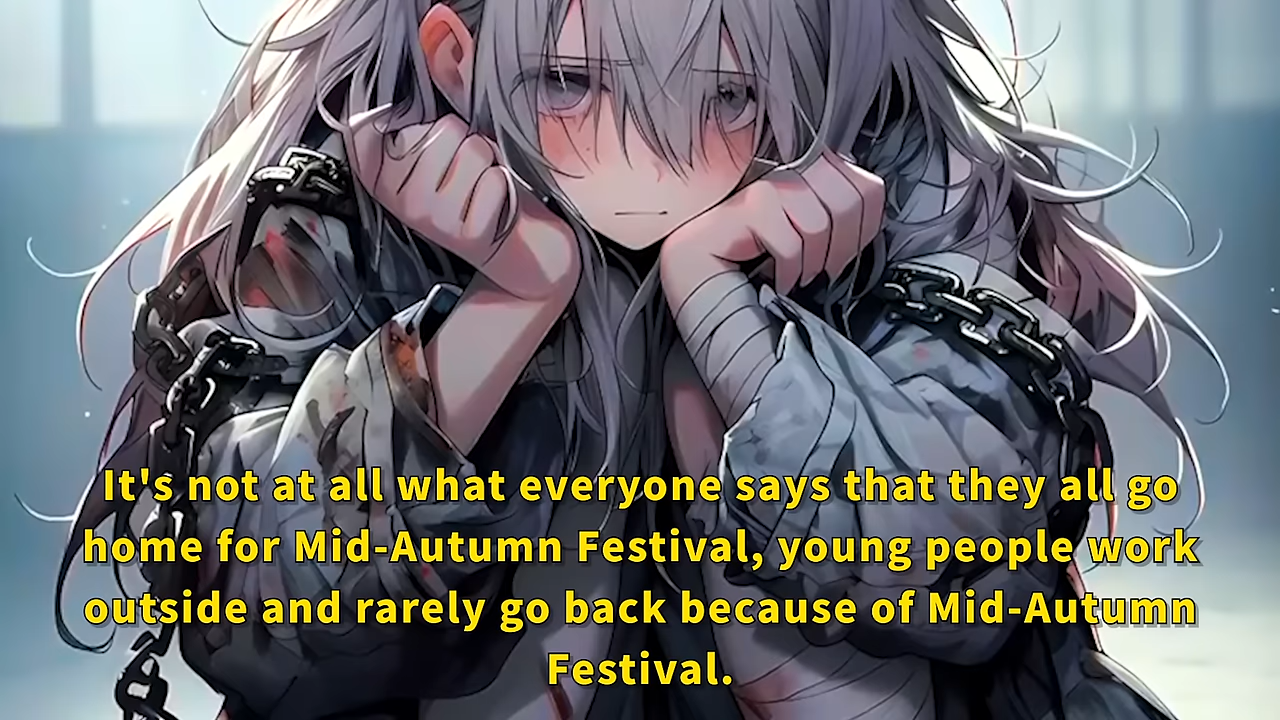 It's not at all what everyone says that they all go
home for Mid-Autumn Festival, young people work
outside and rarely go back because of Mid-Autumn
Festival.